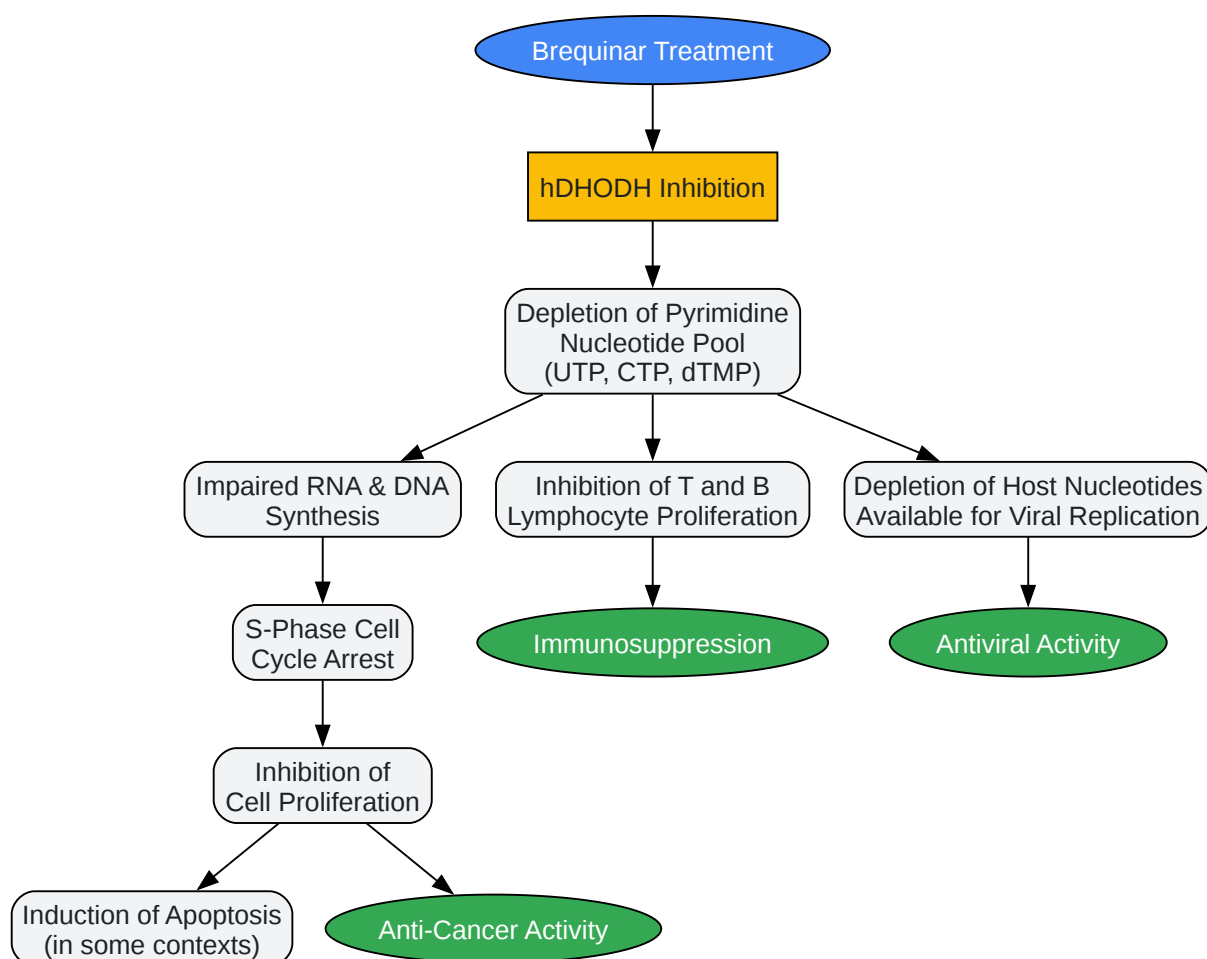 Brequinar Treatment
hDHODH Inhibition
Depletion of Pyrimidine
Nucleotide Pool
(UTP, CTP, dTMP)
Impaired RNA & DNA
Synthesis
Inhibition of T and B
Lymphocyte Proliferation
Depletion of Host Nucleotides
Available for Viral Replication
S-Phase Cell
Cycle Arrest
Immunosuppression
Antiviral Activity
Inhibition of
Cell Proliferation
Induction of Apoptosis
(in some contexts)
Anti-Cancer Activity